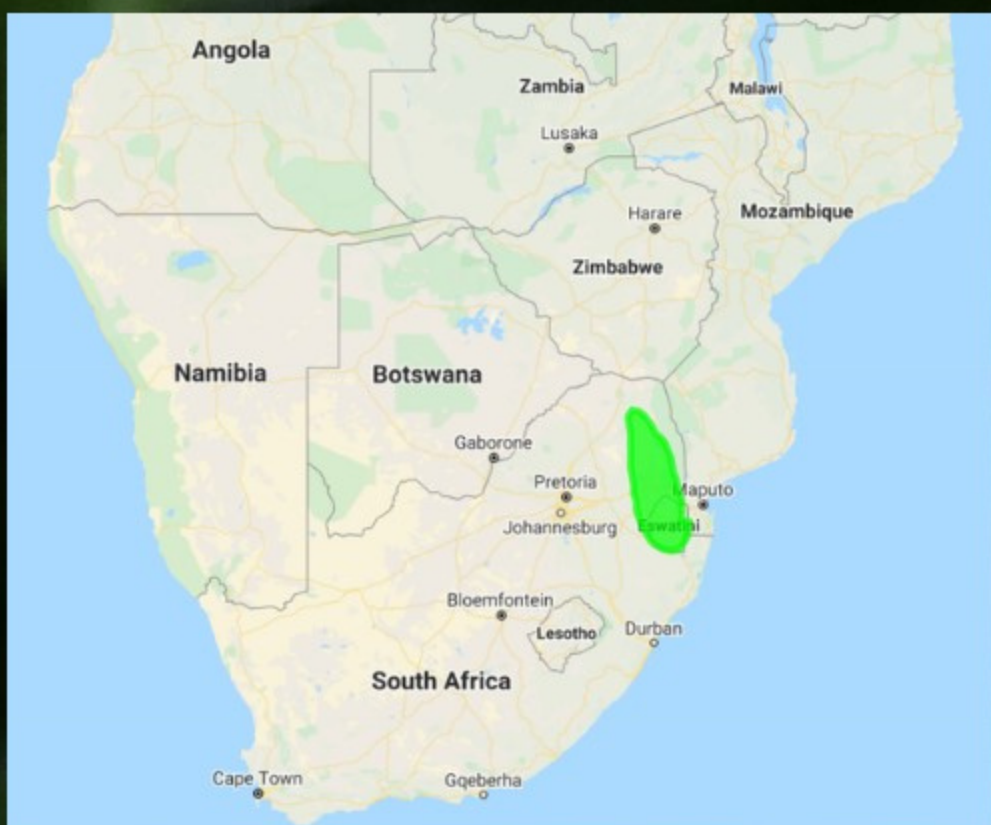 Angola
Zambia
Malawi
Lusaka
Harare
Mozambique
Zimbabwe
Namibia
Botswana
Gaborone
Pretoria
Maputo
Johannesburg
Eswatini
Bloemfontein
Lesotho
Durban
South Africa
Cape Town
Gqeberha